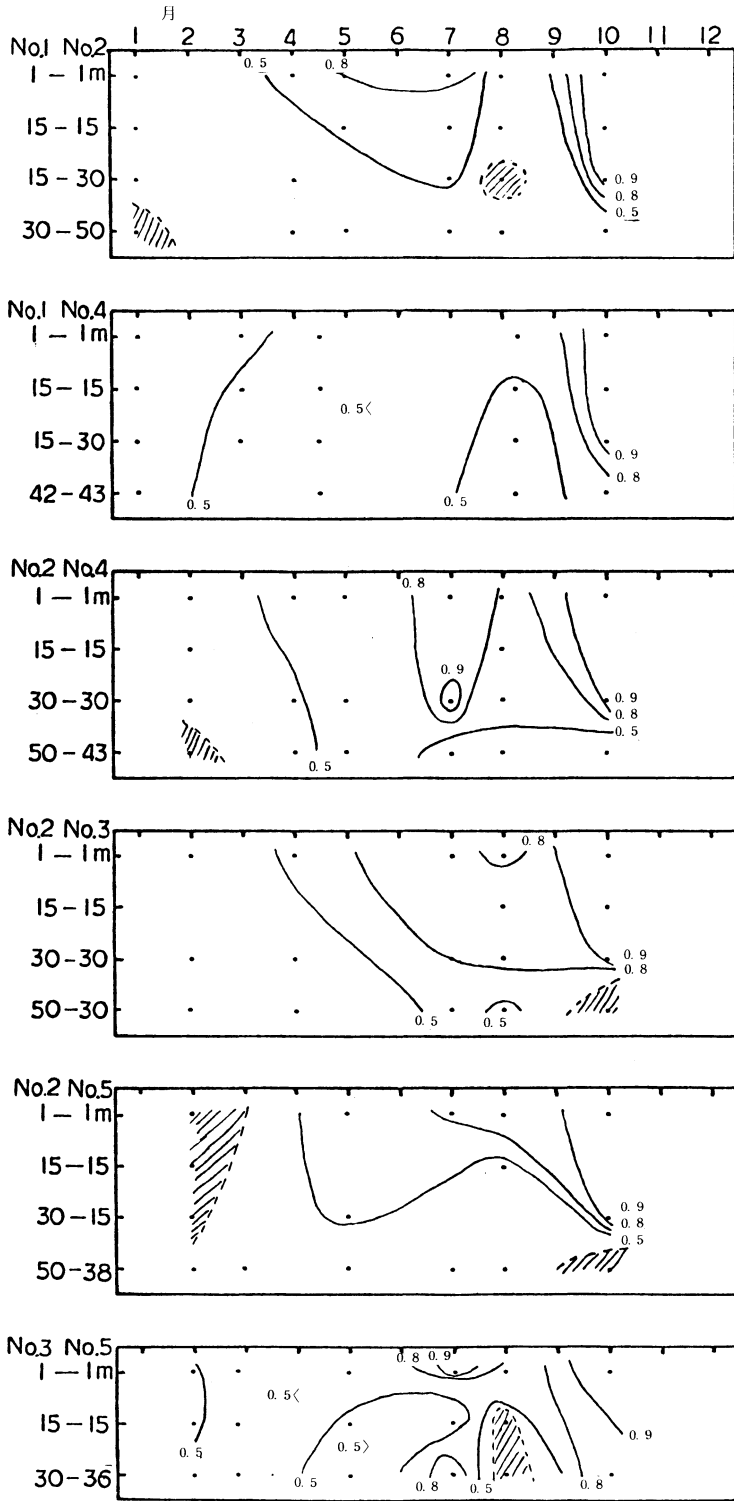 月
No.1 No.2 1 2 3 4 5 6 7 8 9 10 11 12
1 — 1m 0.5 0.8
15-15
15-30 0.9
0.8
30-50 0.5
No.1 No.4
1 — 1m
15-15 0.5<
15-30 0.9
0.8
42-43 0.5 0.5
No.2 No.4 0.8
1 — 1m
15-15 0.9
30-30 0.9
0.8
0.5
50-43 0.5
No.2 No.3 0.8
1 — 1m
15-15
30-30 0.9
0.8
50-30 0.5 0.5
No.2 No.5
1 — 1m
15-15
30-15 0.9
0.8
0.5
50-38
No.3 No.5 0.8 0.9
1 — 1m 0.5<
15-15 0.9
0.5 0.5>
30-36 0.5 0.8 0.5 0.8